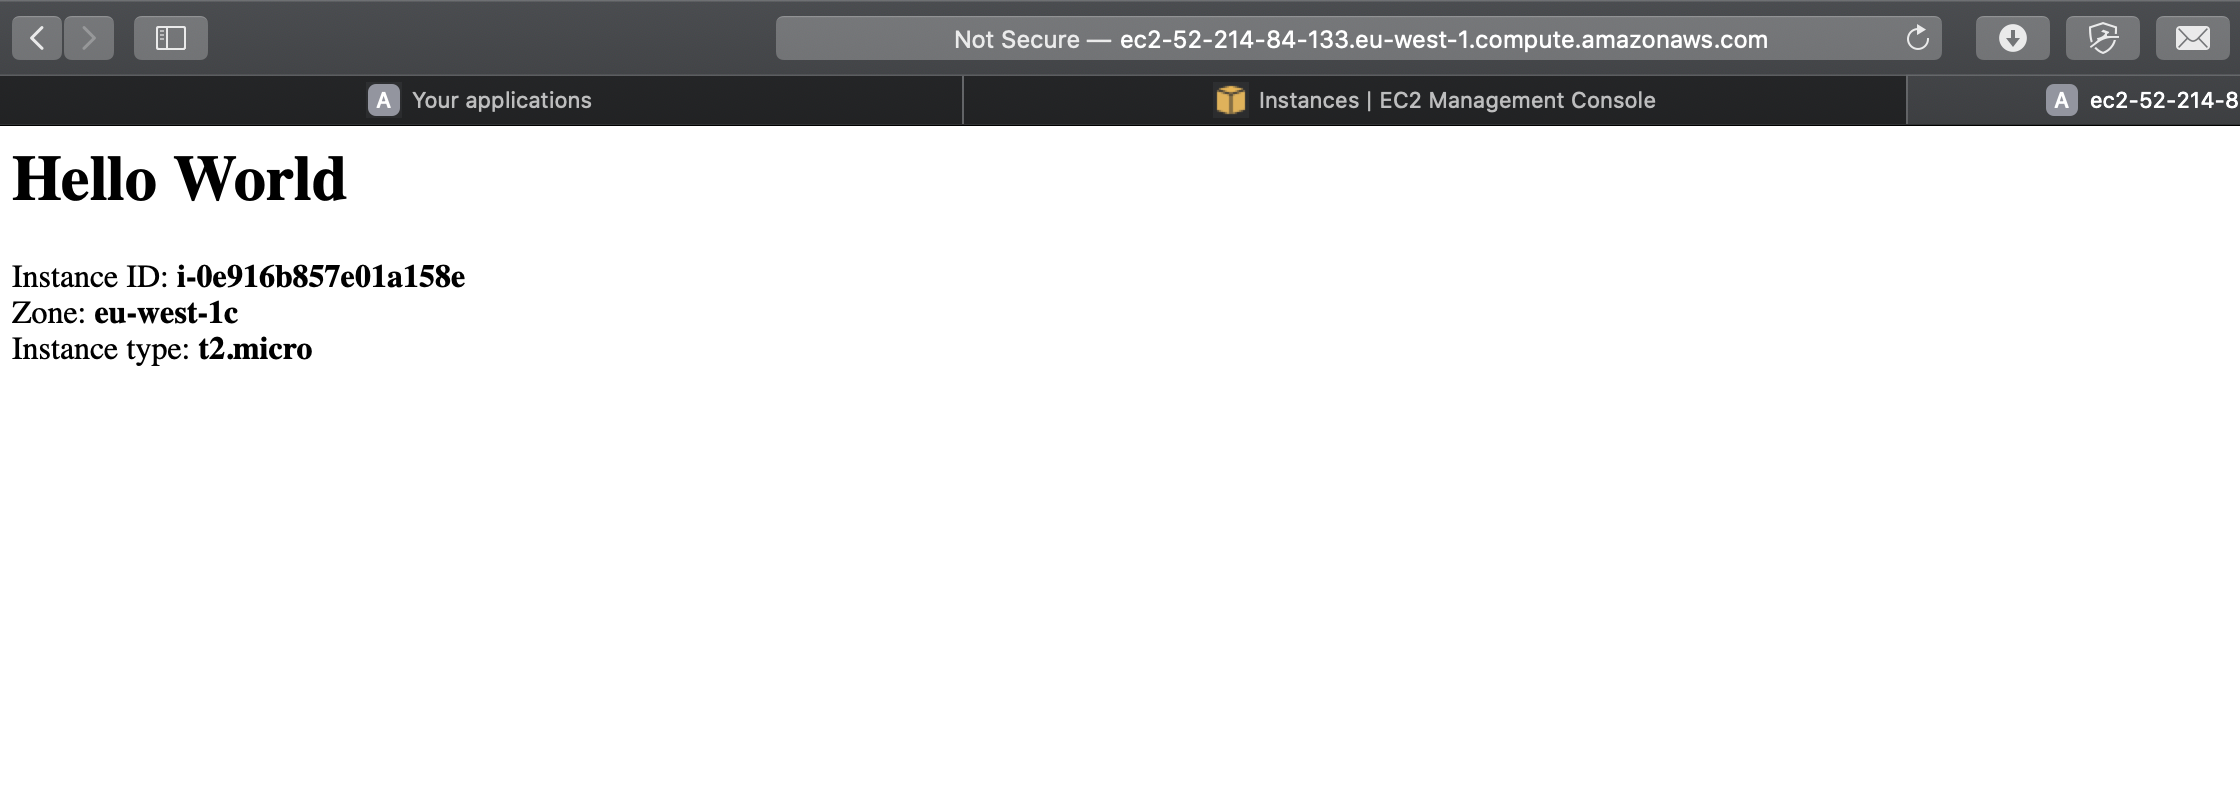 Not Secure — ec2-52-214-84-133.eu-west-1.compute.amazonaws.com
A Your applications
Instances | EC2 Management Console
A ec2-52-214-8
Hello World
Instance ID: i-0e916b857e01a158e
Zone: eu-west-1c
Instance type: t2.micro